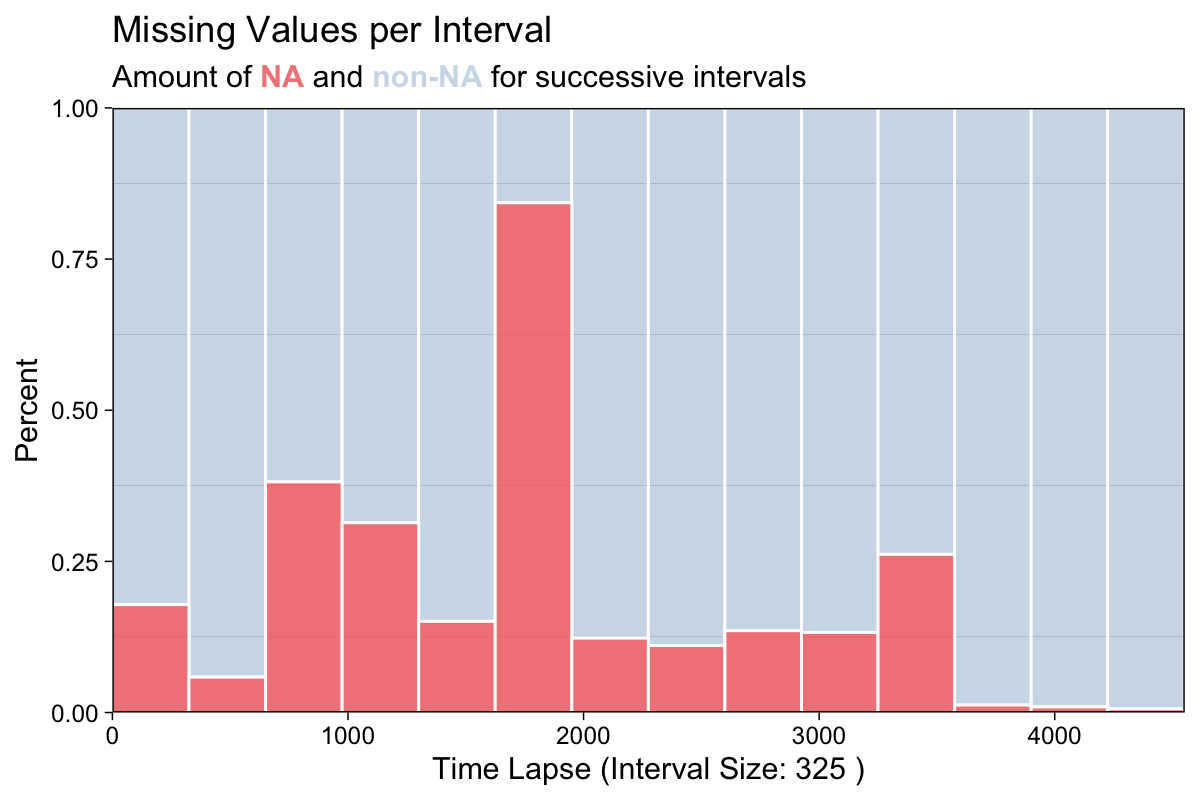 Missing Values per Interval
Amount of NA and non-NA for successive intervals
1.00
0.75
0.50
0.25
0.00
Percent
0 1000 2000 3000 4000
Time Lapse (Interval Size: 325 )